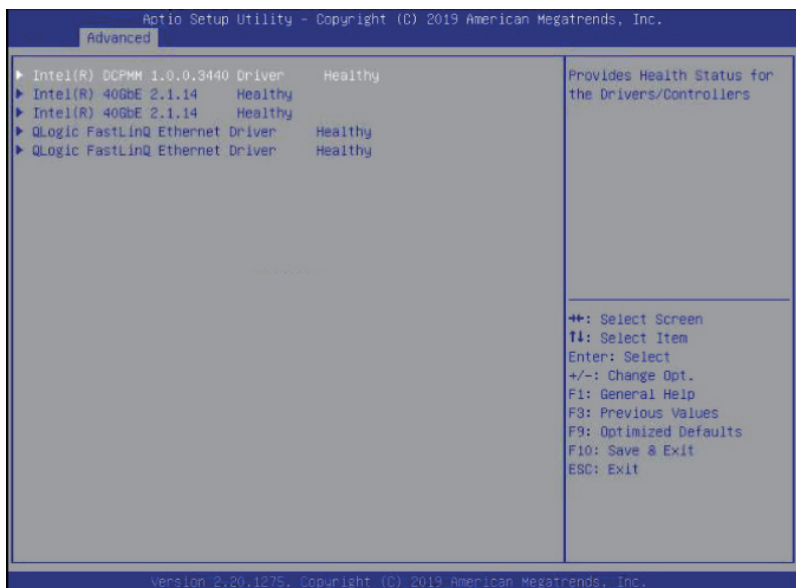 Aptio Setup Utility - Copyright (C) 2019 American Megatrends, Inc.
Advanced
▶ Intel(R) DCPMM 1.0.0.3440 Driver Healthy
▶ Intel(R) 40GbE 2.1.14 Healthy
▶ Intel(R) 40GbE 2.1.14 Healthy
▶ QLogic FastLinQ Ethernet Driver Healthy
▶ QLogic FastLinQ Ethernet Driver Healthy
Provides Health Status for
the Drivers/Controllers
→←: Select Screen
↑↓: Select Item
Enter: Select
+/-: Change Opt.
F1: General Help
F3: Previous Values
F9: Optimized Defaults
F10: Save & Exit
ESC: Exit
Version 2.20.1275. Copyright (C) 2019 American Megatrends, Inc.